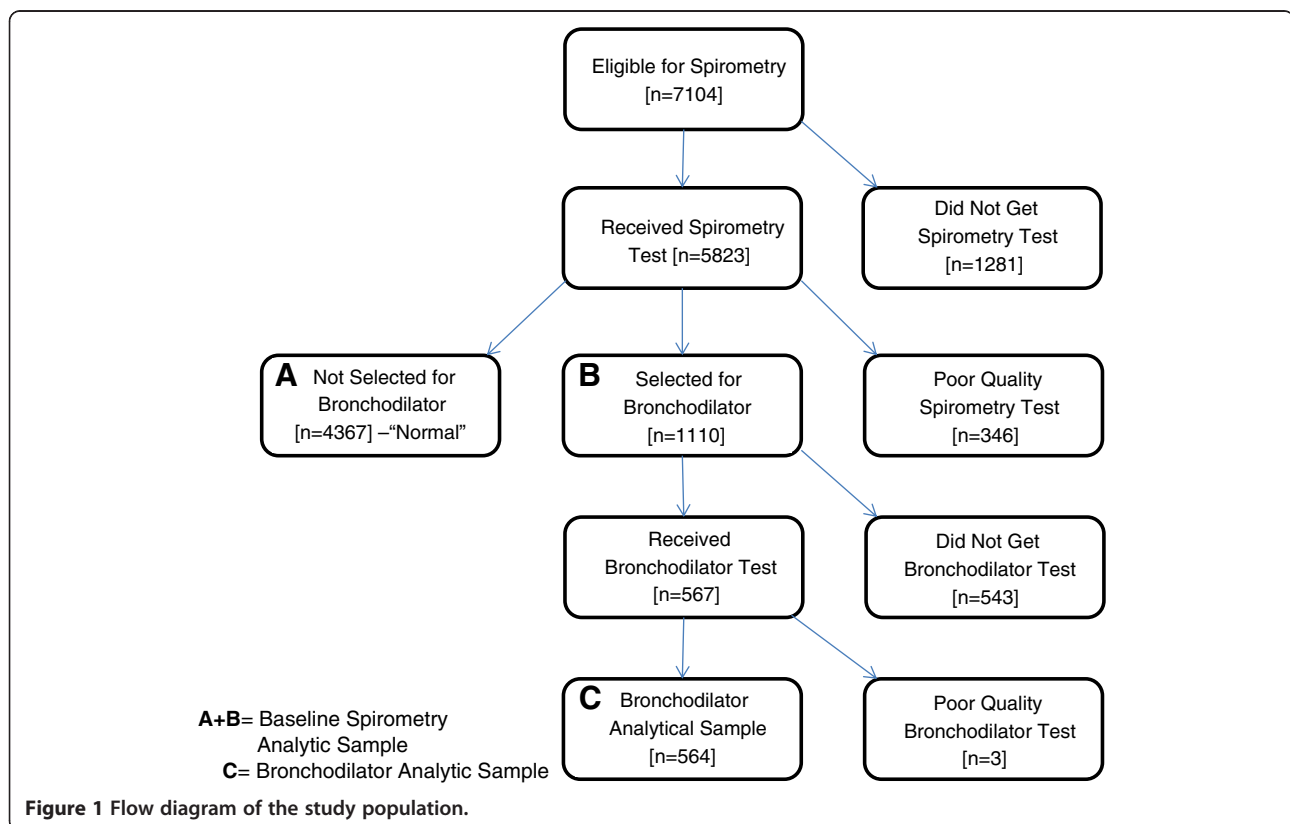 Eligible for Spirometry
[n=7104]
Received Spirometry
Test [n=5823]
Did Not Get
Spirometry Test
[n=1281]
A
Not Selected for
Bronchodilator
[n=4367] –“Normal”
B
Selected for
Bronchodilator
[n=1110]
Poor Quality
Spirometry Test
[n=346]
Received
Bronchodilator Test
[n=567]
Did Not Get
Bronchodilator Test
[n=543]
C
Bronchodilator
Analytical Sample
[n=564]
Poor Quality
Bronchodilator Test
[n=3]
A+B= Baseline Spirometry
Analytic Sample
C= Bronchodilator Analytic Sample
Figure 1 Flow diagram of the study population.